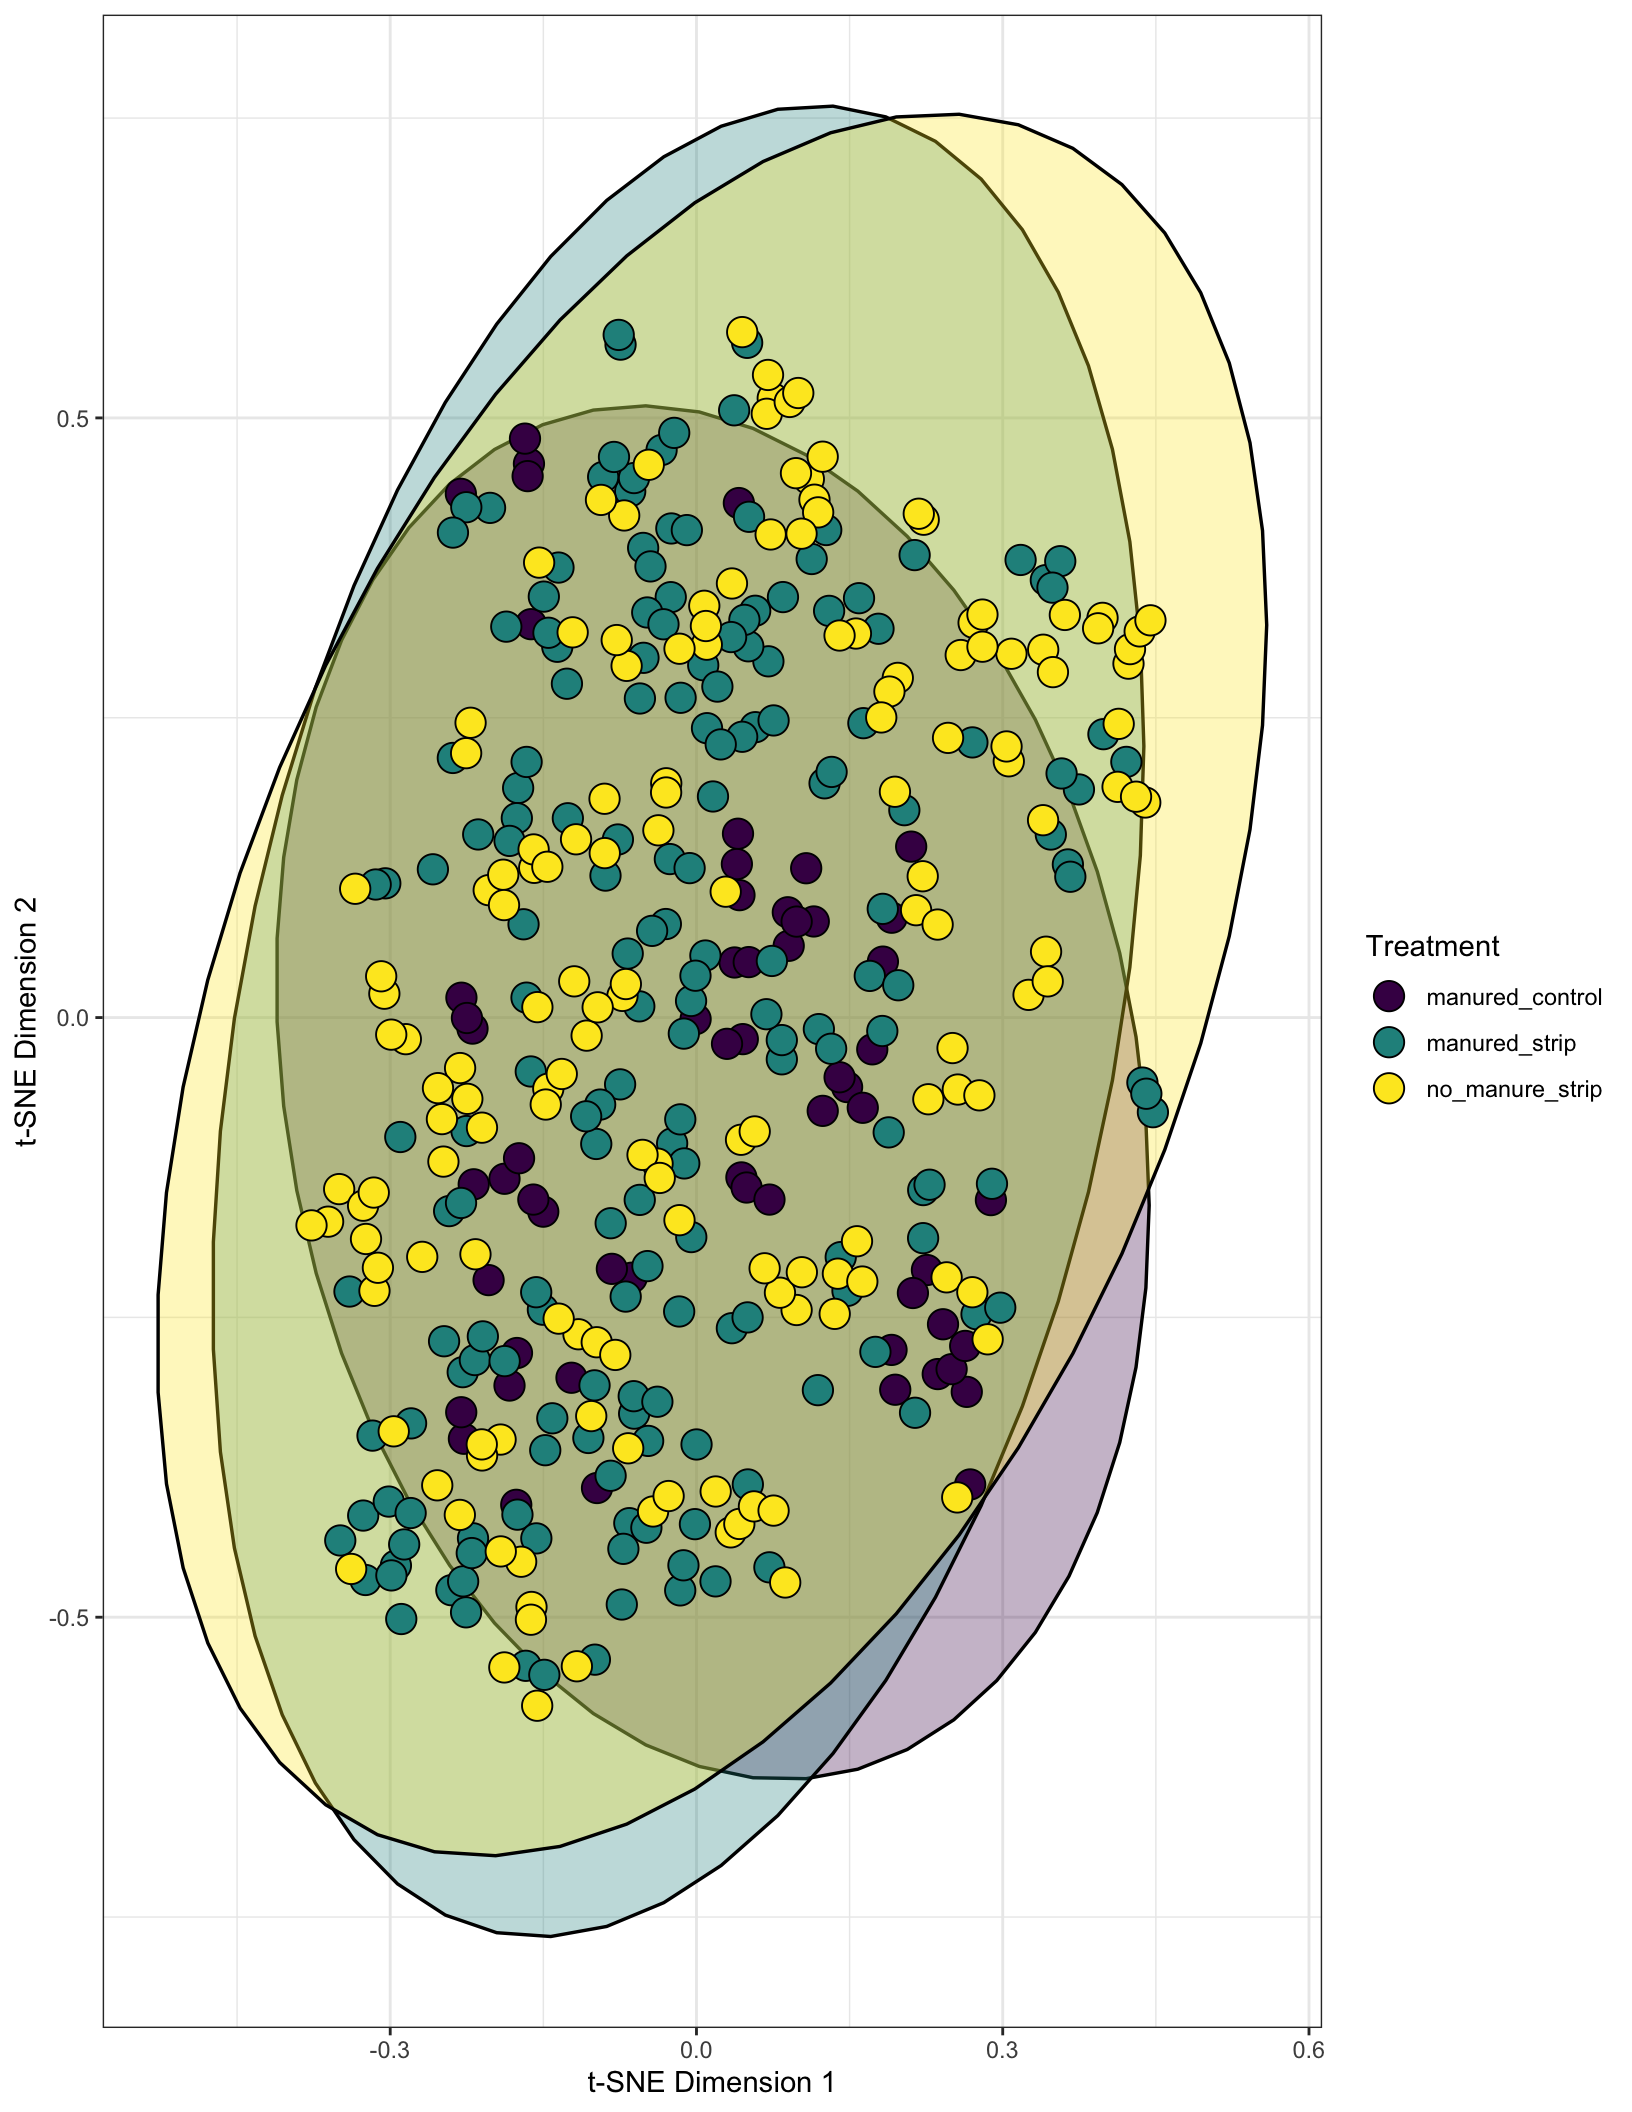 0.5
0.0
-0.5
t-SNE Dimension 2
-0.3
0.0
0.3
0.6
t-SNE Dimension 1
Treatment
manured_control
manured_strip
no_manure_strip